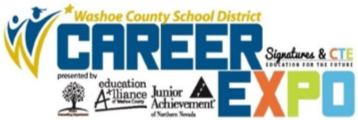 Washoe County School District
CAREER
Signatures & CTE
EDUCATION FOR THE FUTURE
EXPO
presented by
education
Alliance
of Washoe County
Junior
Achievement
of Northern Nevada